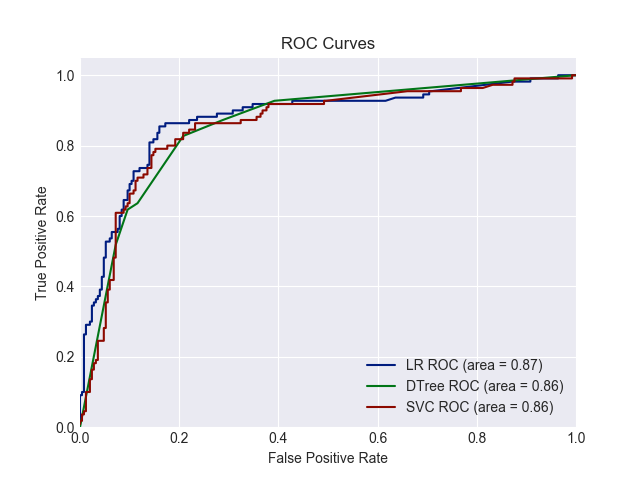 ROC Curves
1.0
0.8
0.6
0.4
0.2
0.0
True Positive Rate
LR ROC (area = 0.87)
DTree ROC (area = 0.86)
SVC ROC (area = 0.86)
0.0 0.2 0.4 0.6 0.8 1.0
False Positive Rate